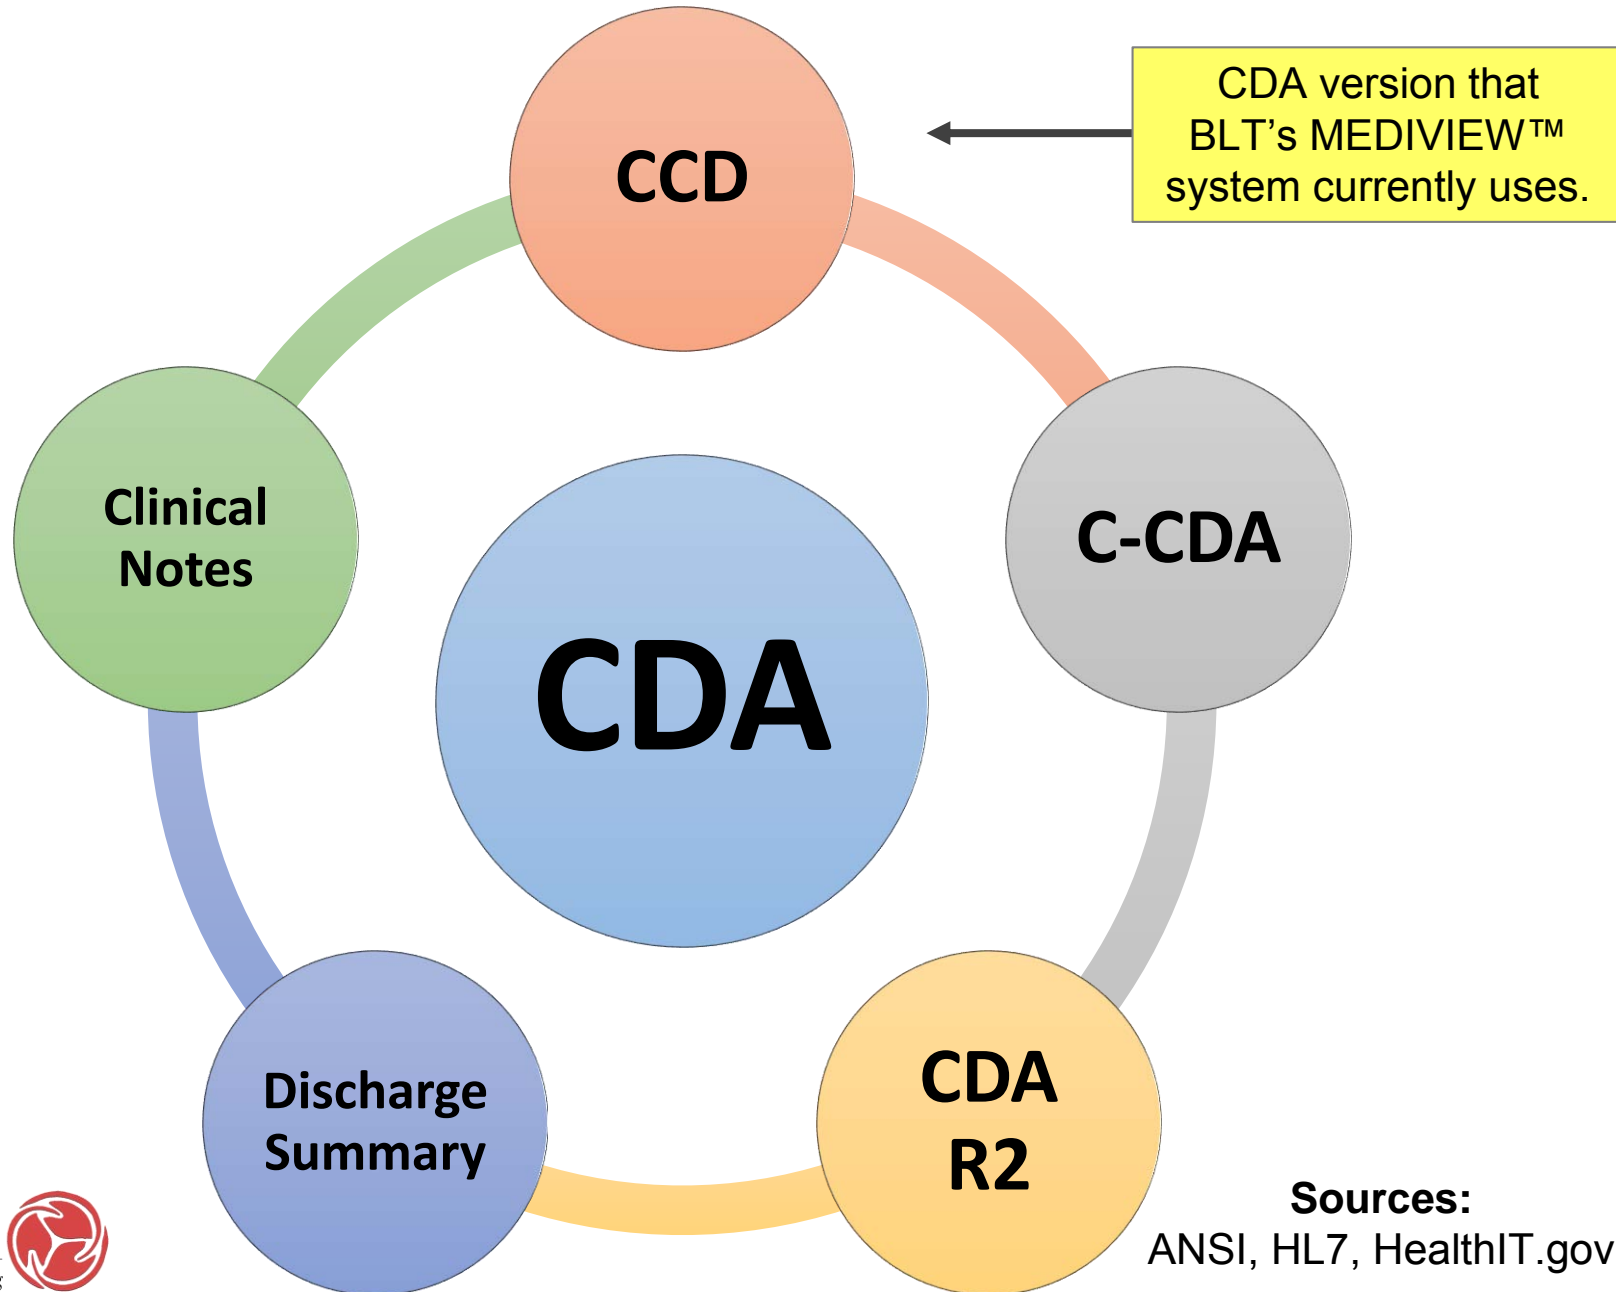 CCD
CDA version that
BLT’s MEDIVIEW™
system currently uses.
Clinical
Notes
C-CDA
CDA
Discharge
Summary
CDA
R2
Sources:
ANSI, HL7, HealthIT.gov